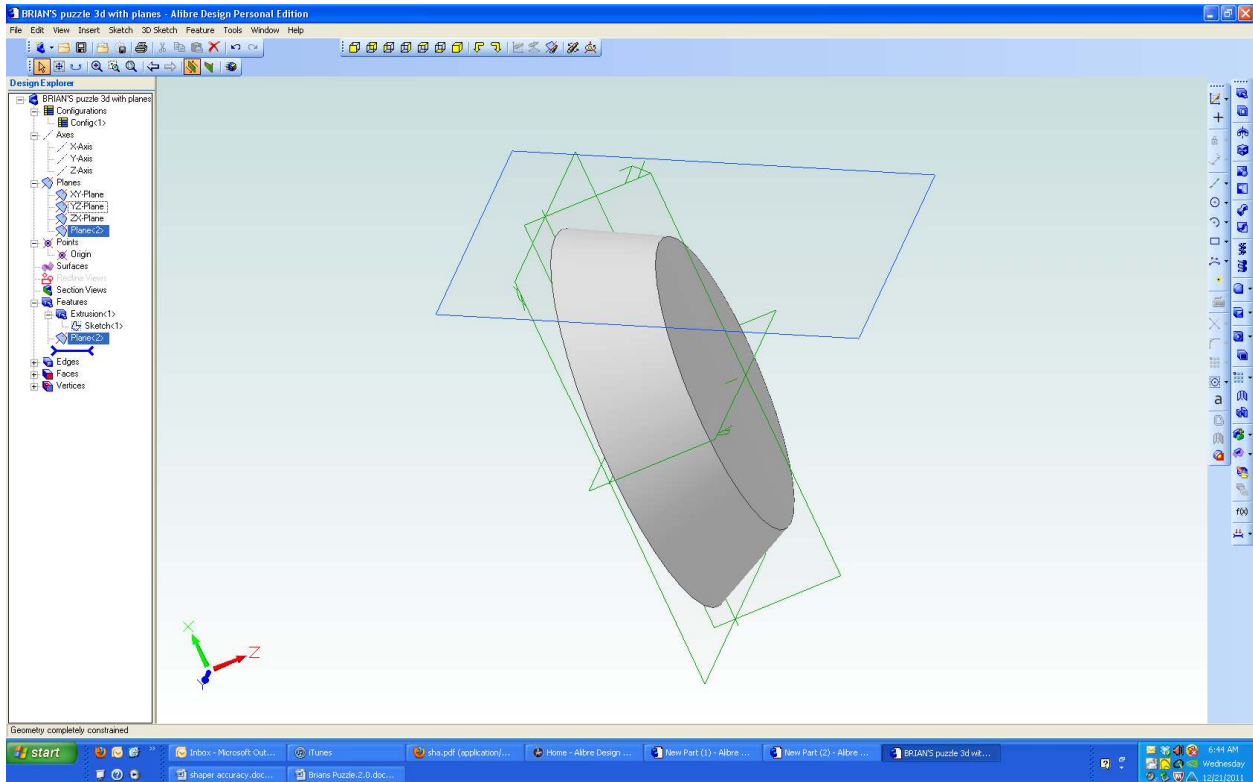 BRIAN'S puzzle 3d with planes - Alibre Design Personal Edition
File Edit View Insert Sketch 3D Sketch Feature Tools Window Help
Design Explorer
BRIAN'S puzzle 3d with planes
Configurations
Config<1>
Axes
X-Axis
Y-Axis
Z-Axis
Planes
XY-Plane
YZ-Plane
ZX-Plane
Plane<2>
Points
Origin
Surfaces
Redline Views
Section Views
Features
Extrusion<1>
Sketch<1>
Plane<2>
Edges
Faces
Vertices
a
f(x)
X
Z
Y
Geometry completely constrained
start
Inbox - Microsoft Out...
iTunes
sha.pdf (application/...
Home - Alibre Design ...
New Part (1) - Alibre ...
New Part (2) - Alibre ...
BRIAN'S puzzle 3d wit...
6:44 AM
Wednesday
shaper accuracy.doc...
Brians Puzzle.2.0.doc...
12/21/2011